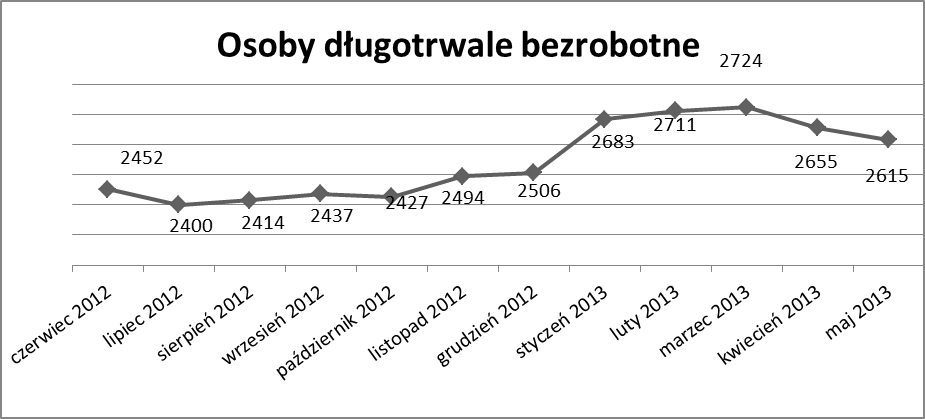 Osoby długotrwale bezrobotne
2452
2400
2414
2437
2427
2494
2506
2683
2711
2724
2655
2615
czerwiec 2012
lipiec 2012
sierpień 2012
wrzesień 2012
październik 2012
listopad 2012
grudzień 2012
styczeń 2013
luty 2013
marzec 2013
kwiecień 2013
maj 2013